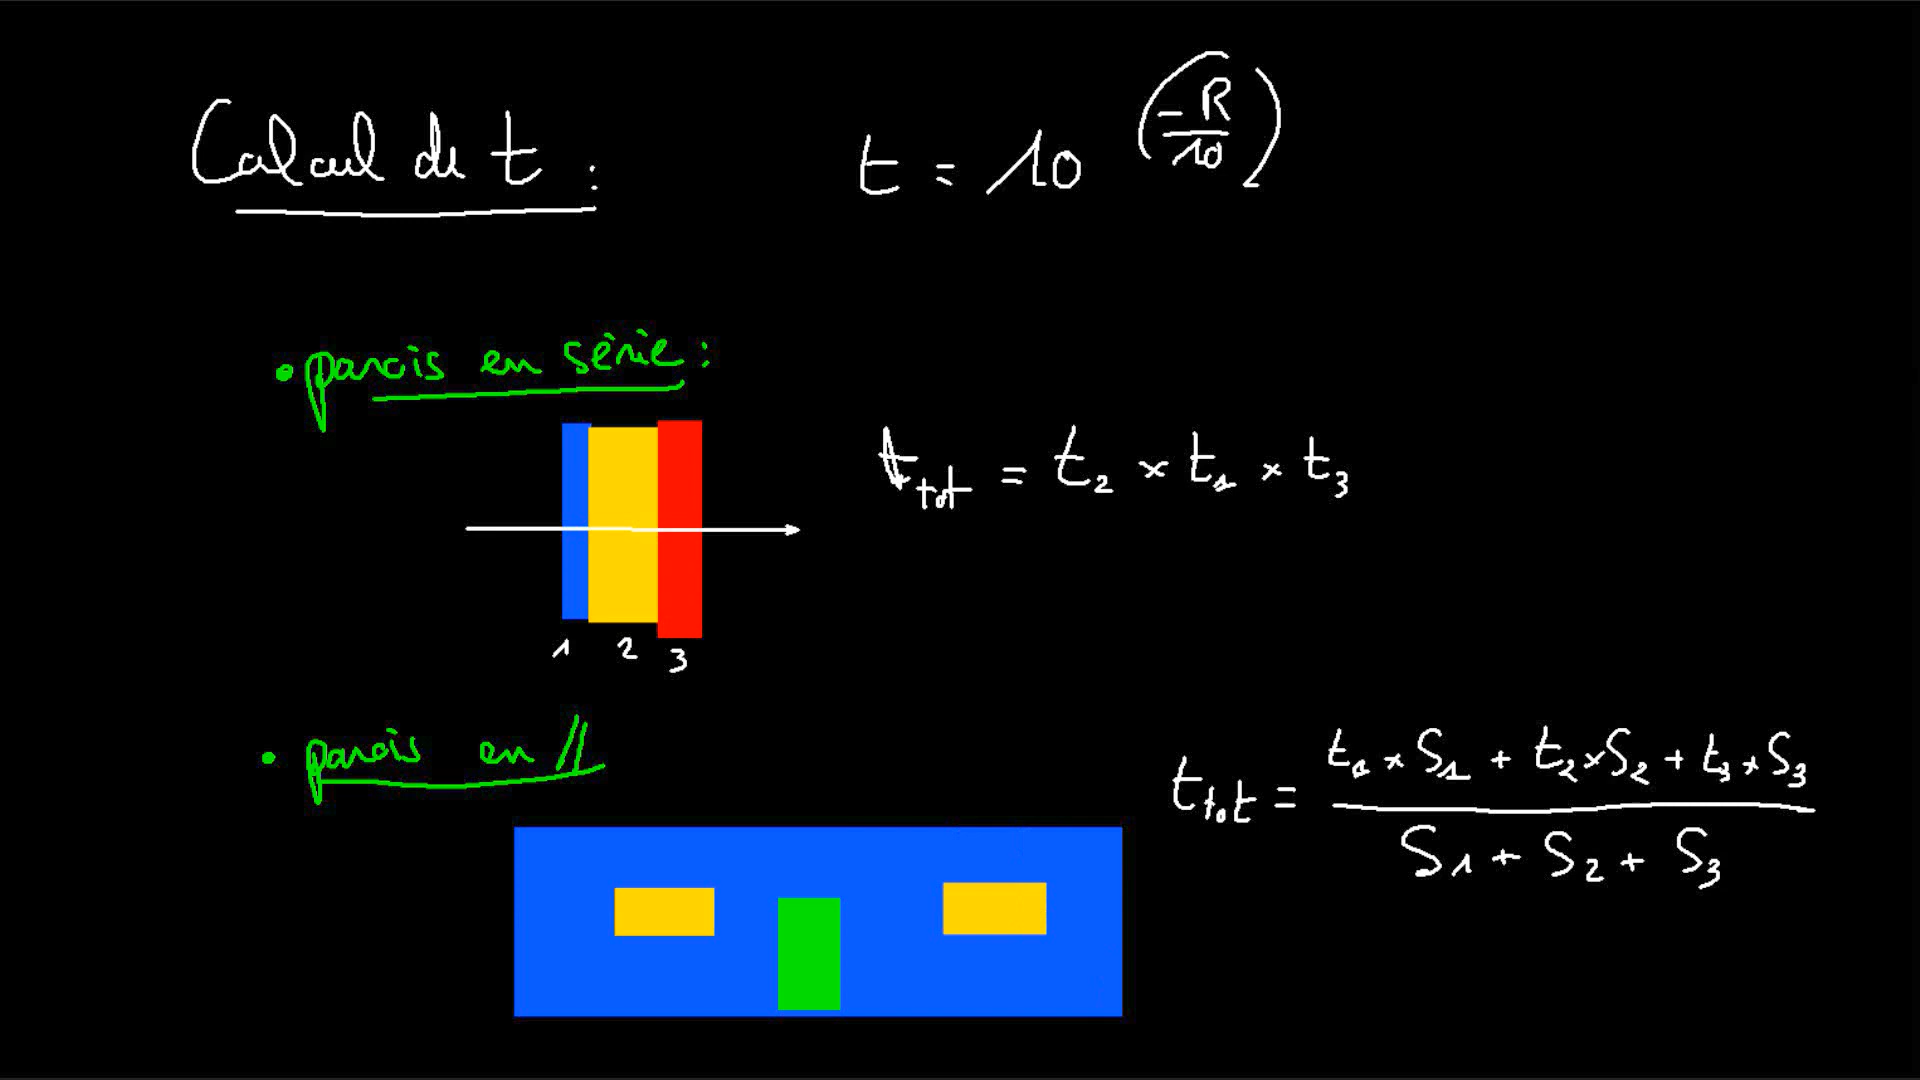 Calcul de t : t = 10^(-R/10)
• parois en série :
t_tot = t_2 × t_1 × t_3
1 2 3
• parois en //
t_tot = (t_1 × S_1 + t_2 × S_2 + t_3 × S_3) / (S_1 + S_2 + S_3)